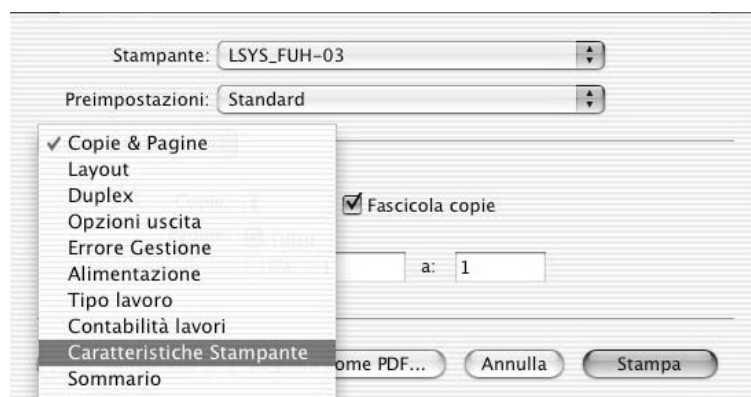 Stampante: LSYS_FUH-03
Preimpostazioni: Standard
✓ Copie & Pagine
Layout
Duplex
Fascicola copie
Opzioni uscita
Errore Gestione
Alimentazione
a: 1
Tipo lavoro
Contabilità lavori
Caratteristiche Stampante
Sommario
ome PDF... Annulla Stampa